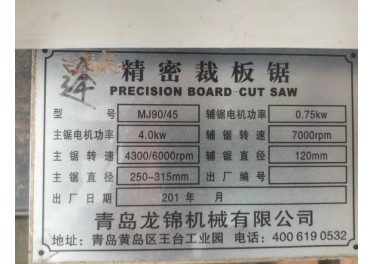 精密裁板锯
PRECISION BOARD-CUT SAW
型号 MJ90/45 辅锯电机功率 0.75kw
主锯电机功率 4.0kw 辅锯转速 7000rpm
主锯转速 4300/6000rpm 辅锯直径 120mm
主锯直径 250-315mm 出厂编号
出厂日期 201 年 月
青岛龙锦机械有限公司
地址：青岛黄岛区王台工业园 电话：400 619 0532